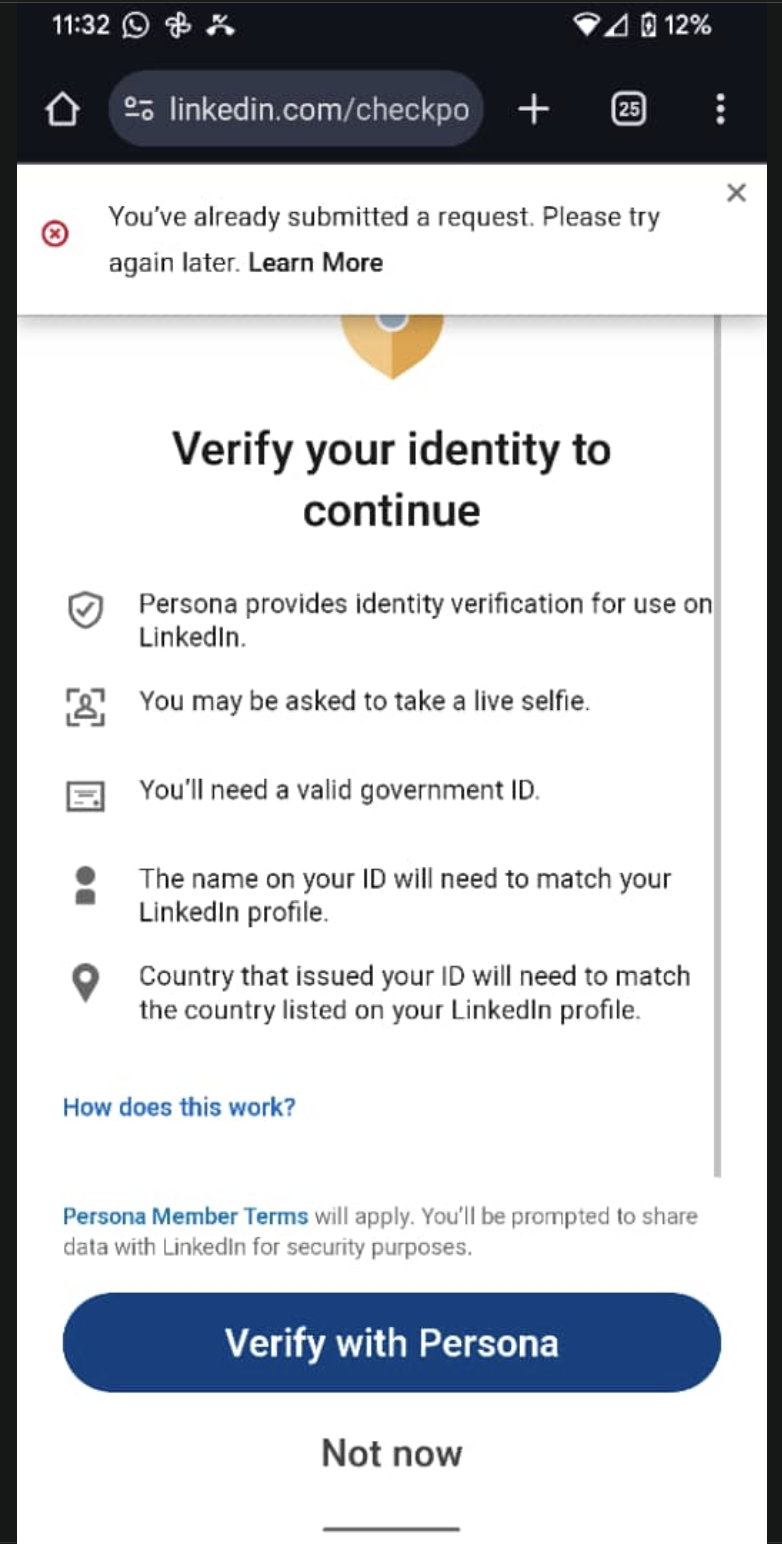 11:32 12%
linkedin.com/checkpo 25
You've already submitted a request. Please try
again later. Learn More
Verify your identity to
continue
Persona provides identity verification for use on
LinkedIn.
You may be asked to take a live selfie.
You'll need a valid government ID.
The name on your ID will need to match your
LinkedIn profile.
Country that issued your ID will need to match
the country listed on your LinkedIn profile.
How does this work?
Persona Member Terms will apply. You'll be prompted to share
data with LinkedIn for security purposes.
Verify with Persona
Not now